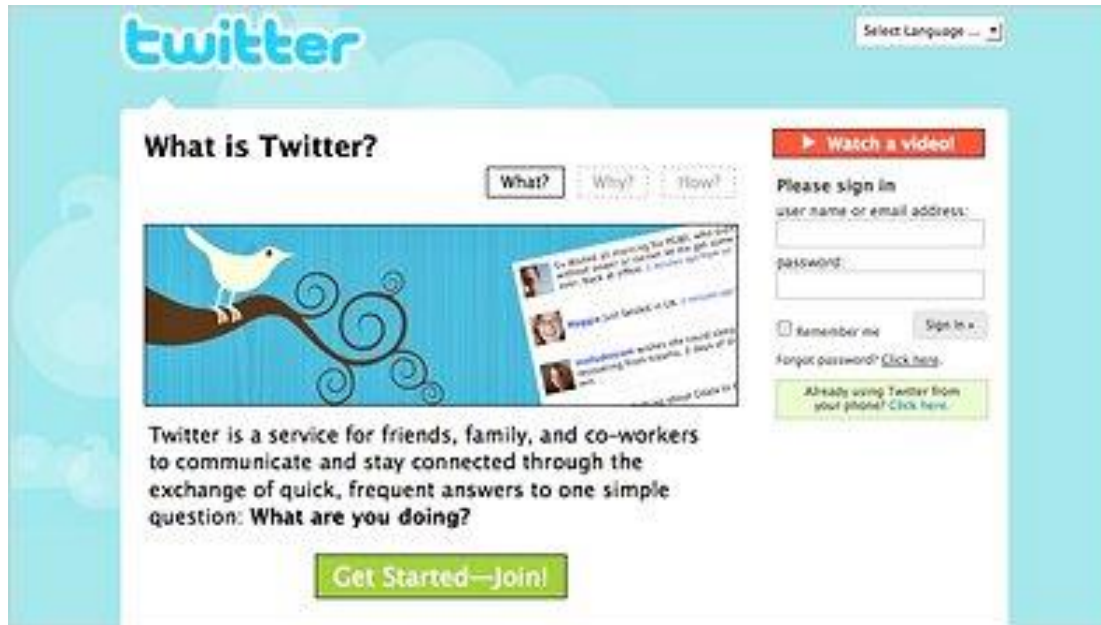 twitter
Select Language ...
What is Twitter?
What? Why? How?
Twitter is a service for friends, family, and co-workers
to communicate and stay connected through the
exchange of quick, frequent answers to one simple
question: What are you doing?
Get Started—Join!
Watch a video!
Please sign in
user name or email address:
password:
Remember me
Sign In »
Forgot password? Click here.
Already using Twitter from
your phone? Click here.